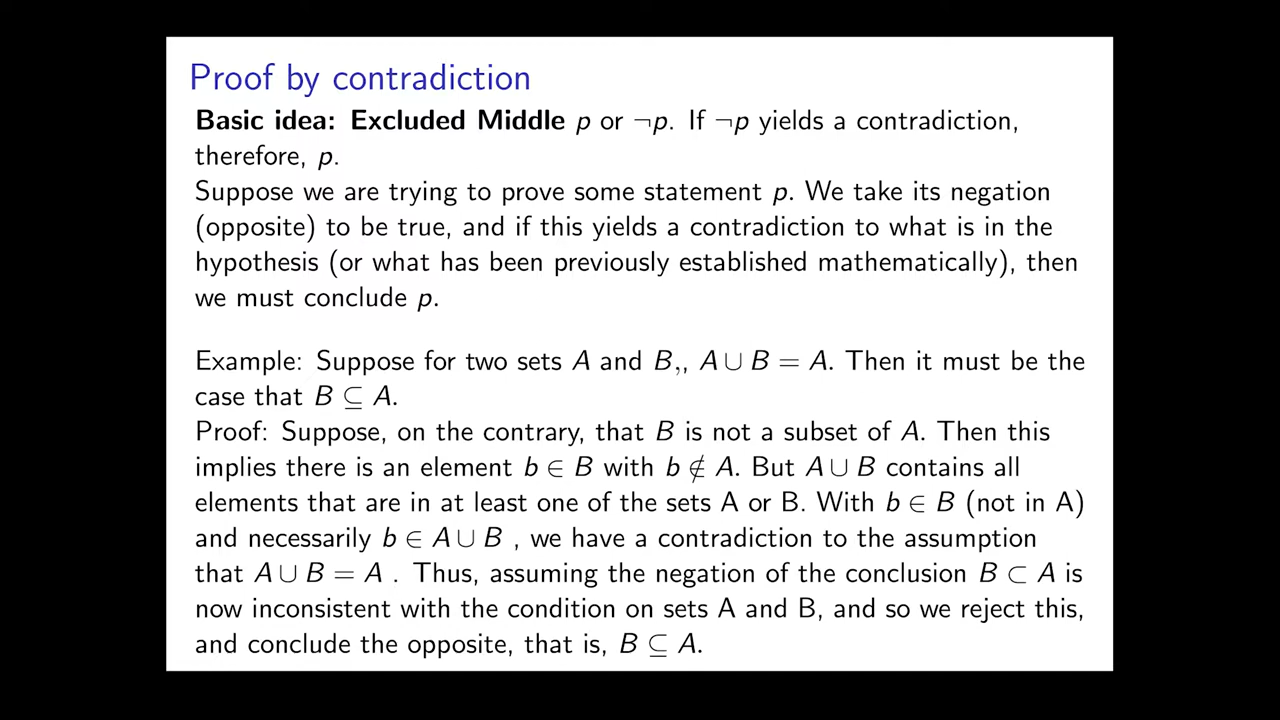 Proof by contradiction
Basic idea: Excluded Middle p or ¬p. If ¬p yields a contradiction,
therefore, p.
Suppose we are trying to prove some statement p. We take its negation
(opposite) to be true, and if this yields a contradiction to what is in the
hypothesis (or what has been previously established mathematically), then
we must conclude p.
Example: Suppose for two sets A and B,, A ∪ B = A. Then it must be the
case that B ⊆ A.
Proof: Suppose, on the contrary, that B is not a subset of A. Then this
implies there is an element b ∈ B with b ∉ A. But A ∪ B contains all
elements that are in at least one of the sets A or B. With b ∈ B (not in A)
and necessarily b ∈ A ∪ B , we have a contradiction to the assumption
that A ∪ B = A . Thus, assuming the negation of the conclusion B ⊂ A is
now inconsistent with the condition on sets A and B, and so we reject this,
and conclude the opposite, that is, B ⊆ A.